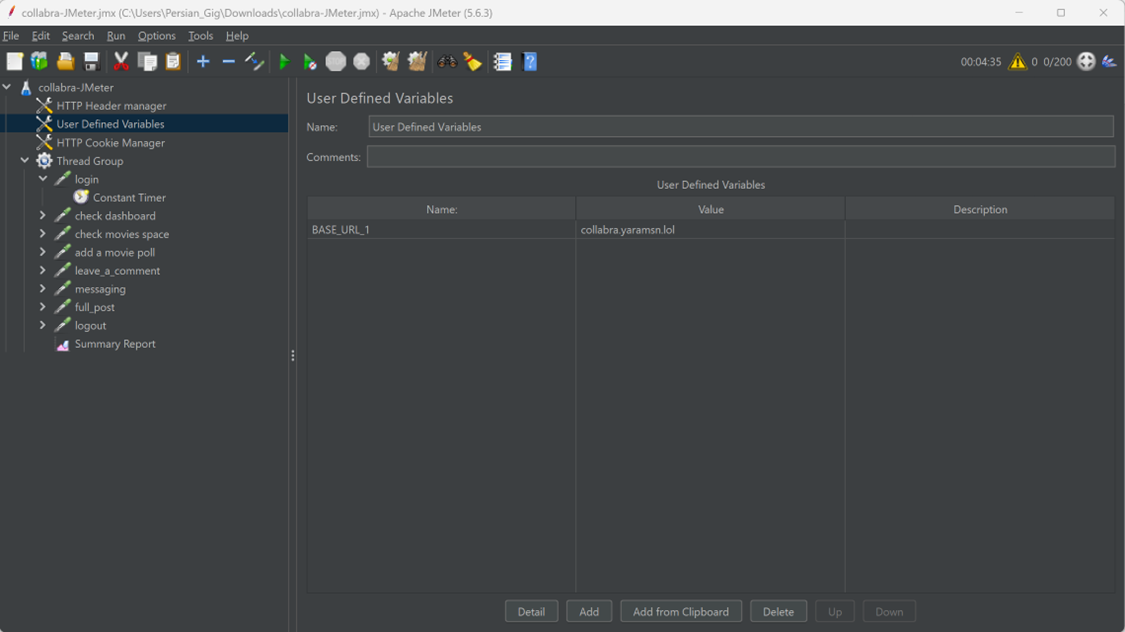 collabra-JMeter.jmx (C:\Users\Persian_Gig\Downloads\collabra-JMeter.jmx) - Apache JMeter (5.6.3)
File Edit Search Run Options Tools Help
00:04:35 0 0/200
collabra-JMeter
HTTP Header manager
User Defined Variables
HTTP Cookie Manager
Thread Group
login
Constant Timer
check dashboard
check movies space
add a movie poll
leave_a_comment
messaging
full_post
logout
Summary Report
User Defined Variables
Name: User Defined Variables
Comments:
User Defined Variables
Name: Value Description
BASE_URL_1 collabra.yaramsn.lol
Detail Add Add from Clipboard Delete Up Down